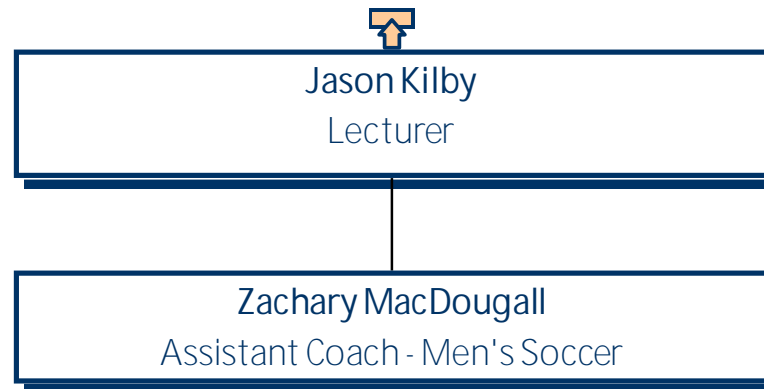 Jason Kilby
Lecturer
Zachary MacDougall
Assistant Coach - Men's Soccer